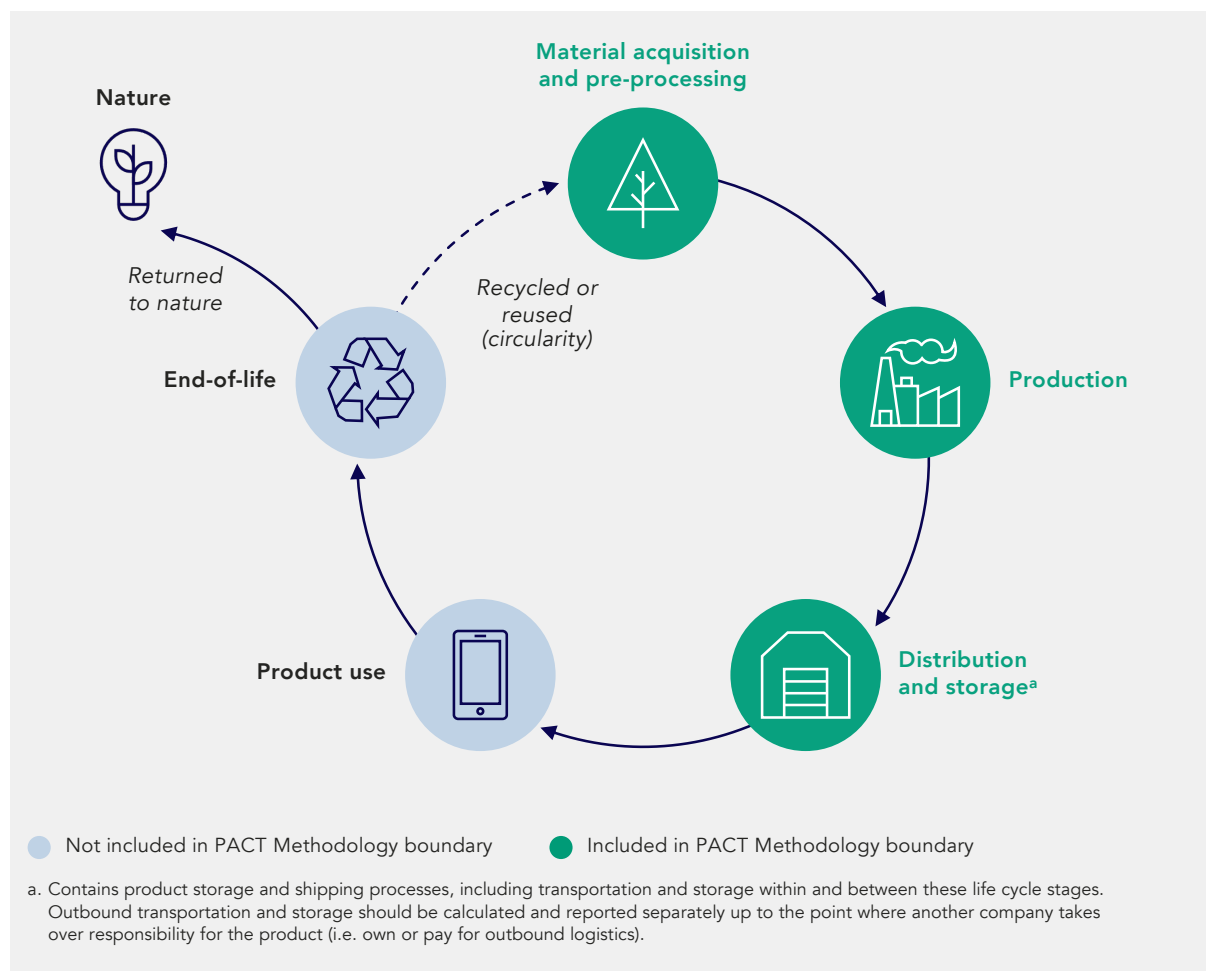 Material acquisition
and pre-processing
Nature
Returned
to nature
Recycled or
reused
(circularity)
End-of-life
Production
Product use
Distribution
and storageᵃ
Not included in PACT Methodology boundary
Included in PACT Methodology boundary
a. Contains product storage and shipping processes, including transportation and storage within and between these life cycle stages.
Outbound transportation and storage should be calculated and reported separately up to the point where another company takes
over responsibility for the product (i.e. own or pay for outbound logistics).